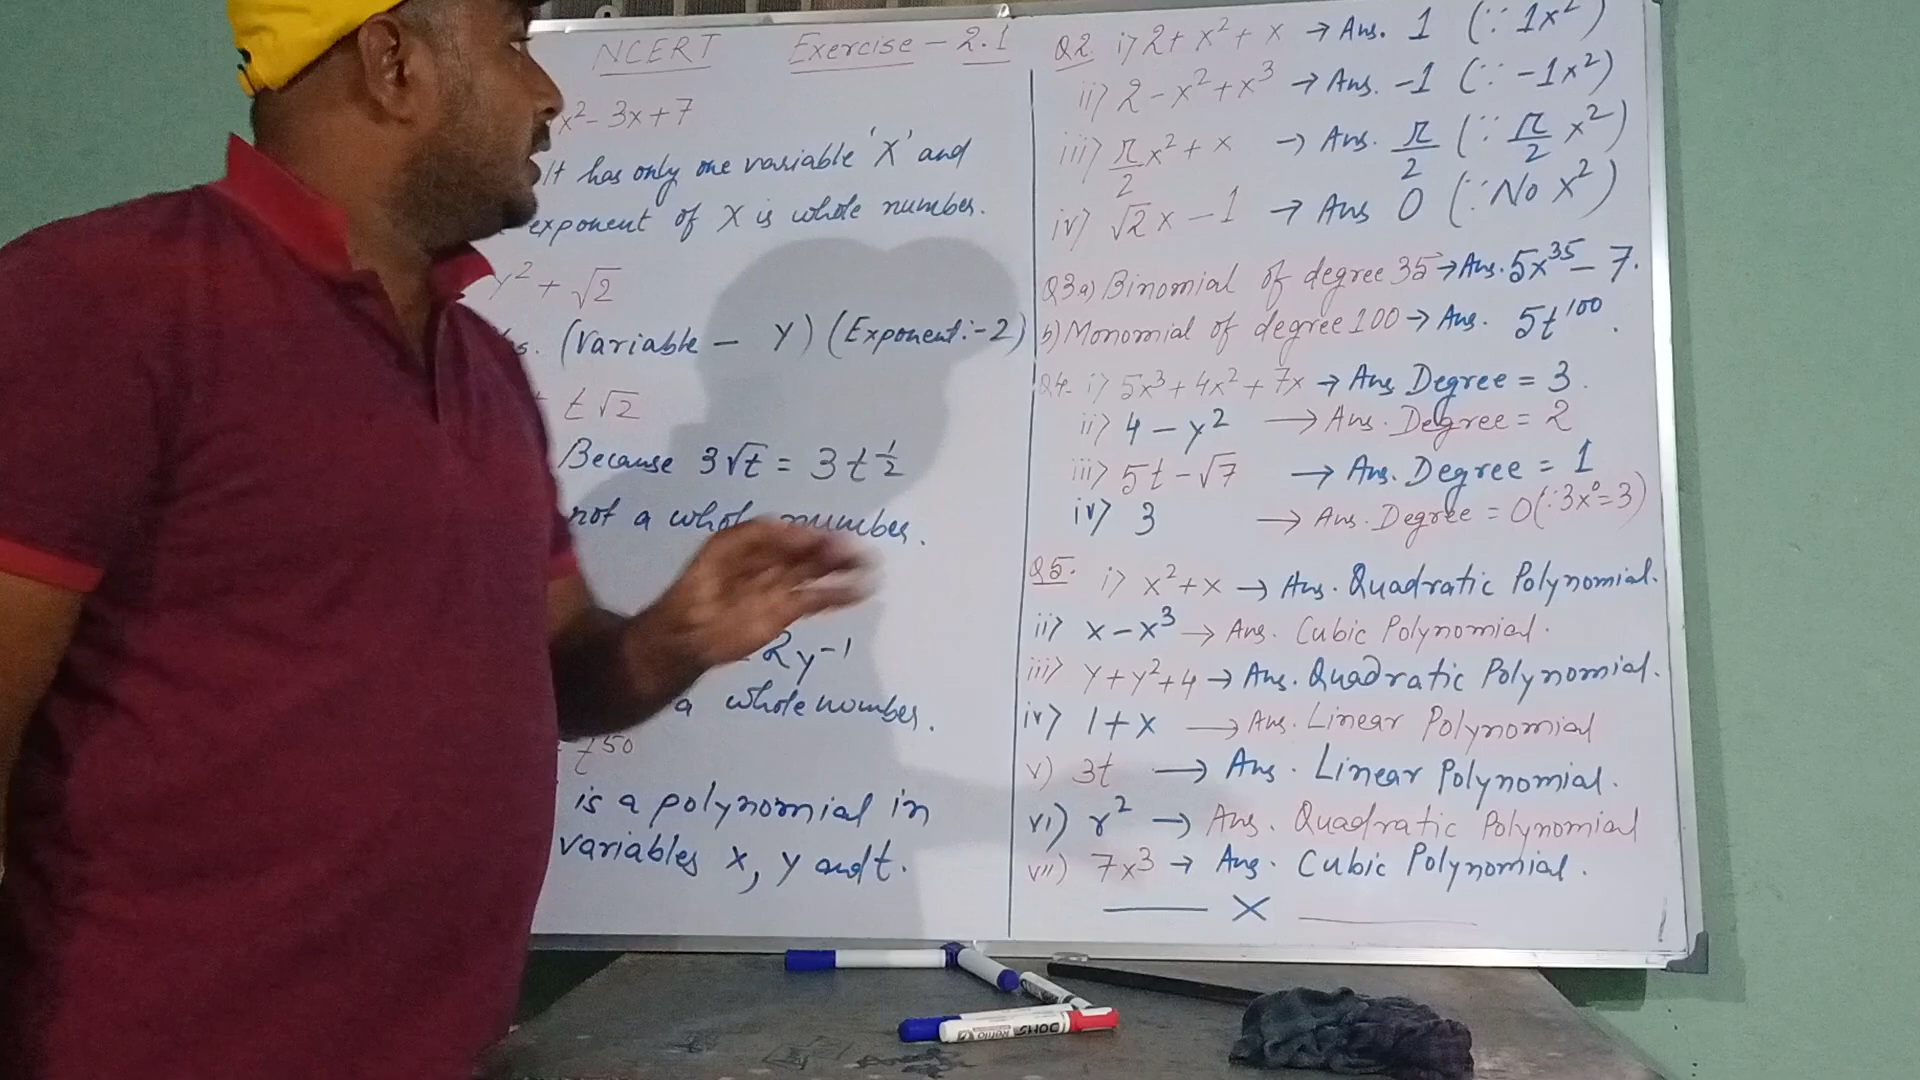 NCERT Exercise - 2.1
x² - 3x + 7
It has only one variable 'X' and
exponent of X is whole number.
y² + √2
(Variable - Y) (Exponent:-2)
t√2
Because 3√t = 3t½
not a whole number.
2y⁻¹
a whole number.
t⁵⁰
is a polynomial in
variables x, y and t.
Q2. i) 2 + x² + x → Ans. 1 (∵ 1x²)
ii) 2 - x² + x³ → Ans. -1 (∵ -1x²)
iii) π/2 x² + x → Ans. π/2 (∵ π/2 x²)
iv) √2x - 1 → Ans 0 (∵ No x²)
Q3a) Binomial of degree 35 → Ans. 5x³⁵ - 7.
b) Monomial of degree 100 → Ans. 5t¹⁰⁰.
Q4. i) 5x³ + 4x² + 7x → Ans Degree = 3.
ii) 4 - y² → Ans. Degree = 2
iii) 5t - √7 → Ans. Degree = 1
iv) 3 → Ans. Degree = 0 (∵ 3x⁰ = 3)
Q5. i) x² + x → Ans. Quadratic Polynomial.
ii) x - x³ → Ans. Cubic Polynomial.
iii) y + y² + 4 → Ans. Quadratic Polynomial.
iv) 1 + x → Ans. Linear Polynomial
v) 3t → Ans. Linear Polynomial.
vi) r² → Ans. Quadratic Polynomial
vii) 7x³ → Ans. Cubic Polynomial.
— X —
DOMS